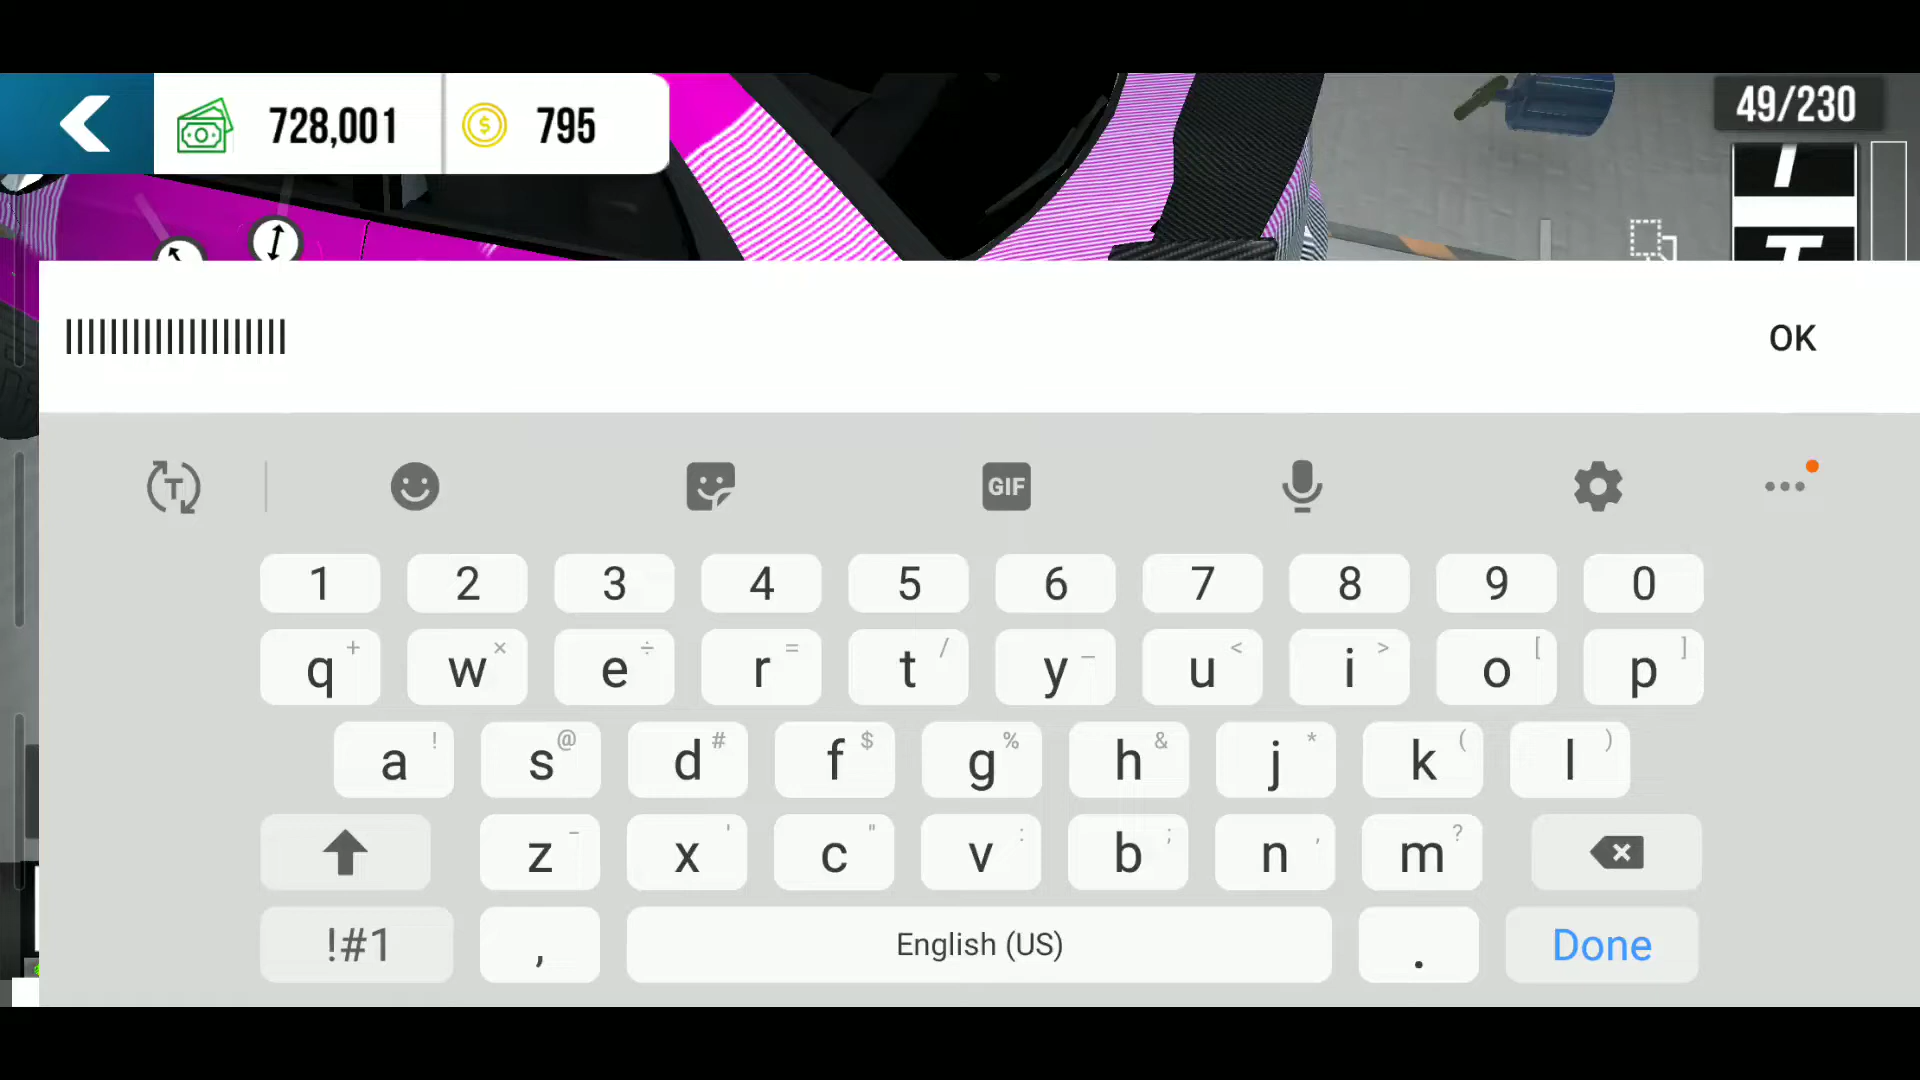 728,001 795 49/230
T
||||||||||||||||||||
OK
T GIF
1 2 3 4 5 6 7 8 9 0
q + w × e ÷ r = t / y _ u < i > o [ p ]
a ! s @ d # f $ g % h & j * k ( l )
z - x ' c " v : b ; n , m ?
!#1 , English (US) . Done